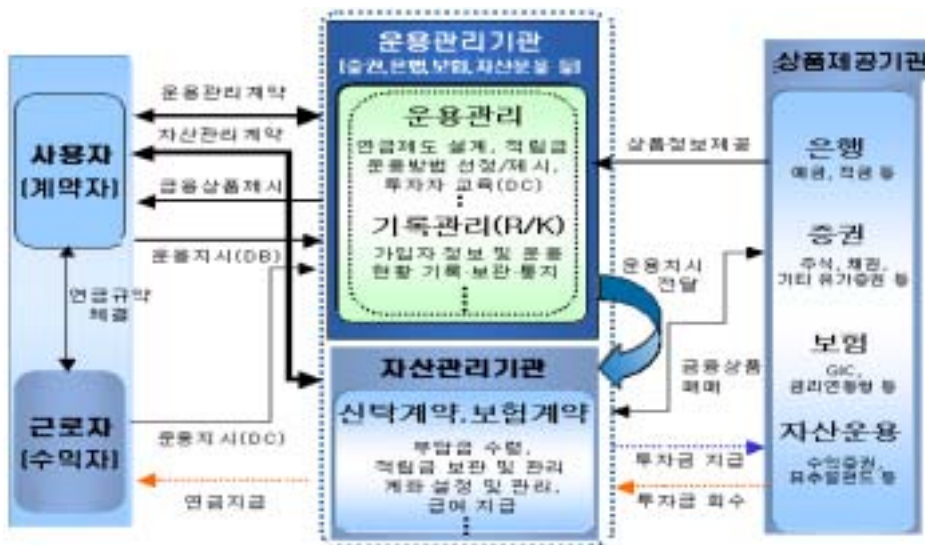 운용관리기관
(증권,은행,보험,자산운용 등)
상품제공기관
운용관리계약
자산관리계약
금융상품제시
운용지시(DB)
사용자
(계약자)
연금규약
체결
근로자
(수익자)
운용지시(DC)
연금지급
운용관리
연금제도 설계, 적립금
운용방법 선정/제시,
투자자 교육(DC)
기록관리(R/K)
가입자 정보 및 운용
현황 기록·보관·통지
자산관리기관
신탁계약, 보험계약
부담금 수령,
적립금 보관 및 관리
계좌 설정 및 관리,
급여 지급
상품정보제공
운용지시
전달
금융상품
매매
투자금 지급
투자금 회수
은행
예금, 적금 등
증권
주식, 채권,
기타 유가증권 등
보험
GIC,
금리연동형 등
자산운용
수익증권,
뮤추얼펀드 등